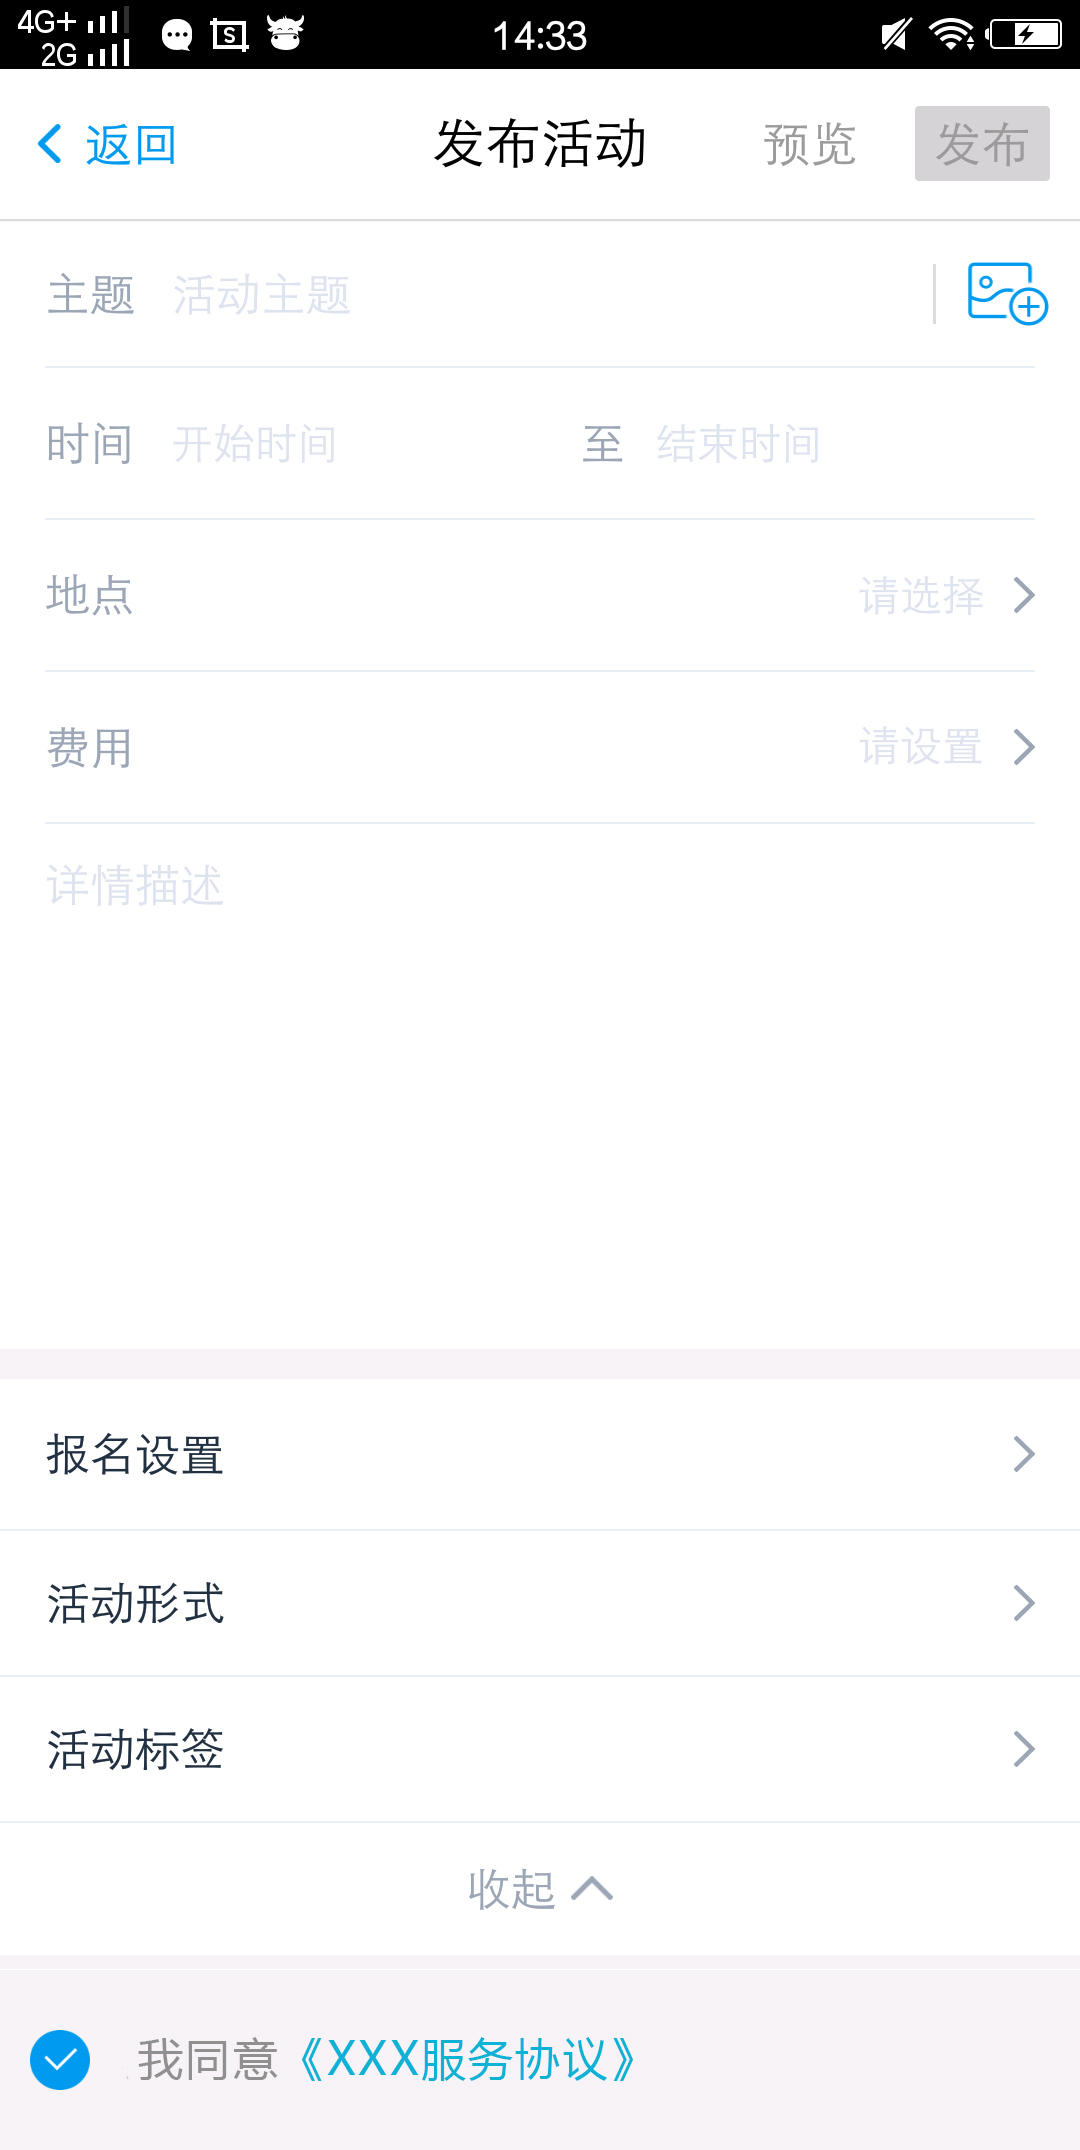 4G+ 2G S 14:33
返回 发布活动 预览 发布
主题 活动主题
时间 开始时间 至 结束时间
地点 请选择
费用 请设置
详情描述
报名设置
活动形式
活动标签
收起
我同意《XXX服务协议》